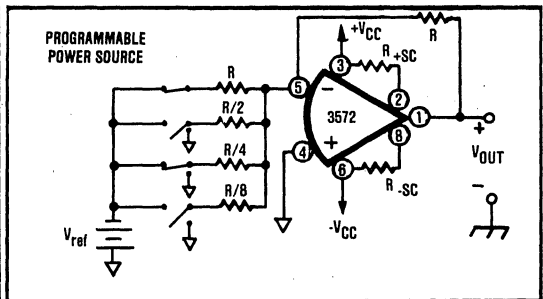 PROGRAMMABLE
POWER SOURCE
+VCC
R
R +SC
3
5
R
−
2
R/2
3572
1
+
4
+
8
VOUT
R/4
6
R -SC
R/8
−
Vref
-VCC